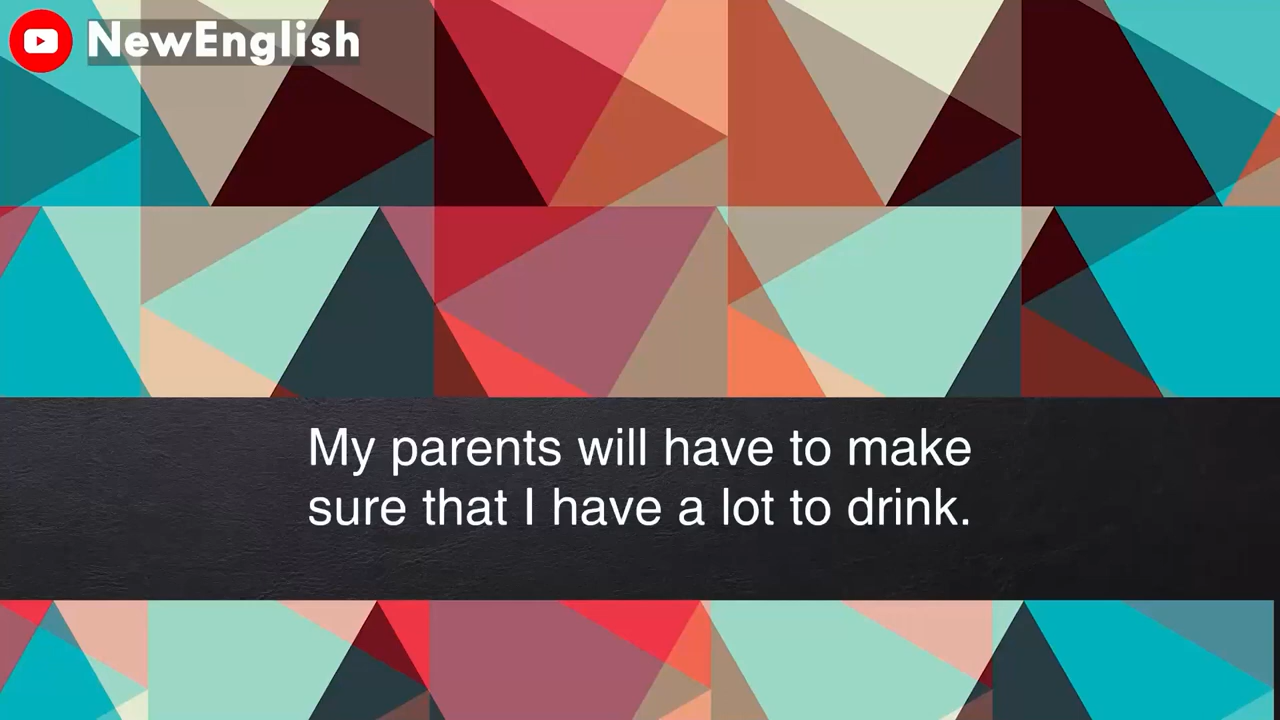 NewEnglish
My parents will have to make
sure that I have a lot to drink.